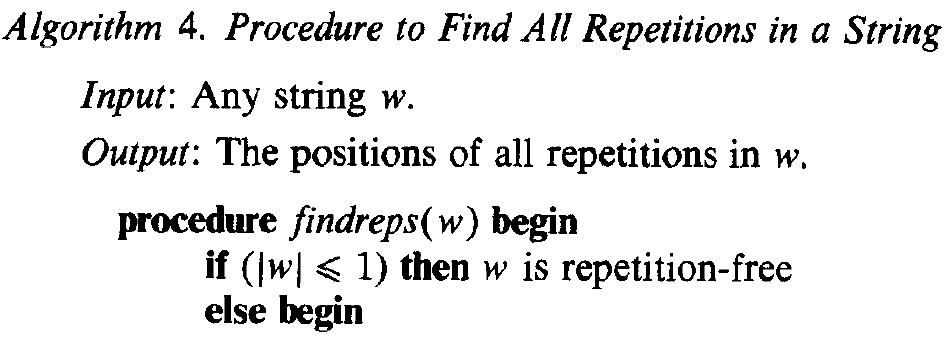 Algorithm 4. Procedure to Find All Repetitions in a String
Input: Any string w.
Output: The positions of all repetitions in w.
procedure findreps(w) begin
if (|w| ⩽ 1) then w is repetition-free
else begin